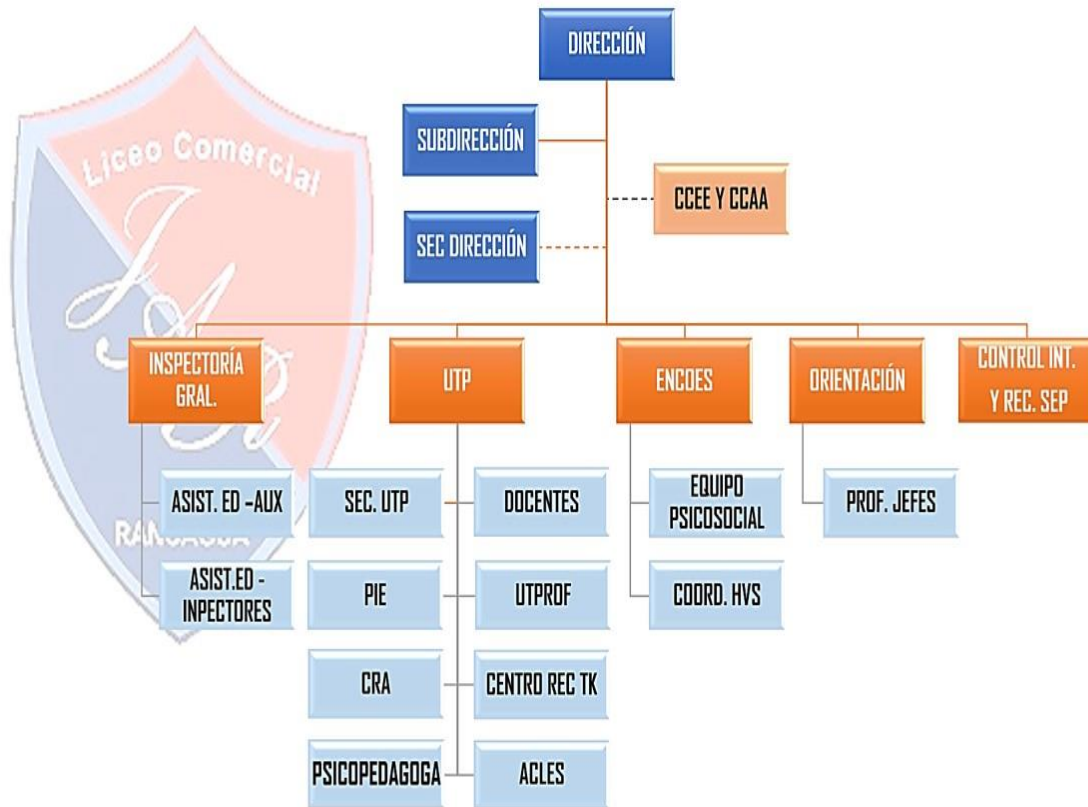 DIRECCIÓN
SUBDIRECCIÓN
CCEE Y CCAA
SEC DIRECCIÓN
Liceo Comercial
JAR
INSPECTORÍA
GRAL.
UTP
ENCOES
ORIENTACIÓN
CONTROL INT.
Y REC. SEP
ASIST. ED –AUX
SEC. UTP
DOCENTES
EQUIPO
PSICOSOCIAL
PROF. JEFES
ASIST.ED -
INPECTORES
PIE
UTPROF
COORD. HVS
CRA
CENTRO REC TK
PSICOPEDAGOGA
ACLES